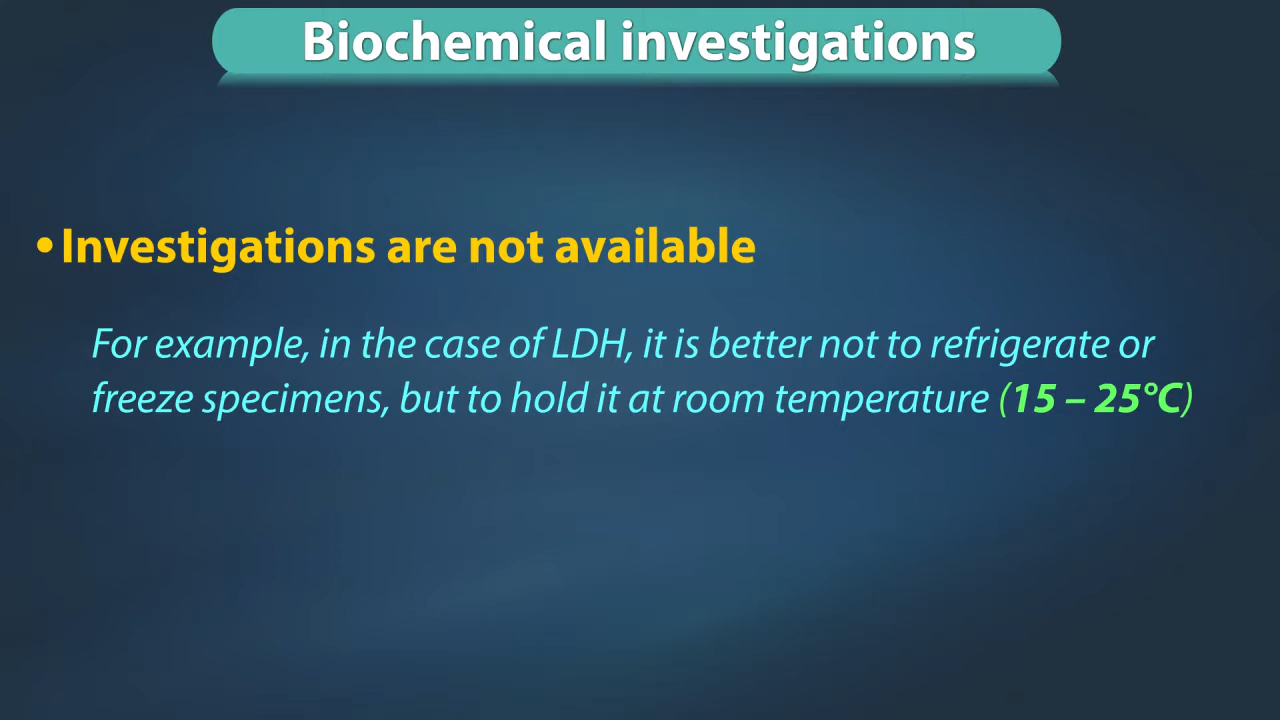 Biochemical investigations
•Investigations are not available
For example, in the case of LDH, it is better not to refrigerate or
freeze specimens, but to hold it at room temperature (15 – 25°C)